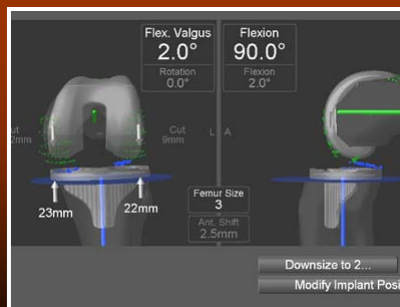 Flex. Valgus
2.0°
Rotation
0.0°
Flexion
90.0°
Flexion
2.0°
Cut
9mm
L
A
23mm
22mm
Femur Size
3
Ant. Shift
2.5mm
Downsize to 2...
Modify Implant Posi